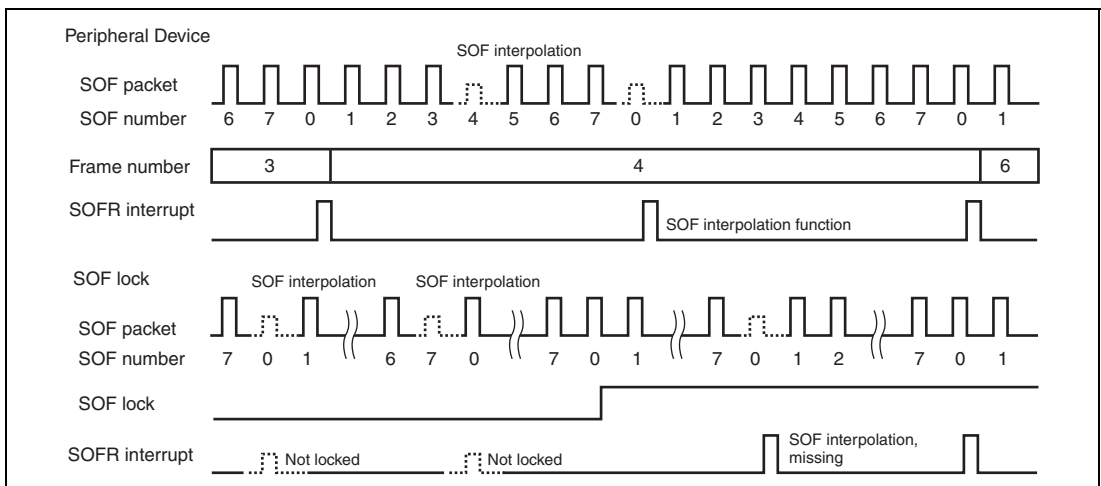 Peripheral Device
SOF interpolation
SOF packet
SOF number 6 7 0 1 2 3 4 5 6 7 0 1 2 3 4 5 6 7 0 1
Frame number 3 4 6
SOFR interrupt
SOF interpolation function
SOF lock SOF interpolation SOF interpolation
SOF packet
SOF number 7 0 1 6 7 0 7 0 1 7 0 1 2 7 0 1
SOF lock
SOFR interrupt Not locked Not locked SOF interpolation,
missing